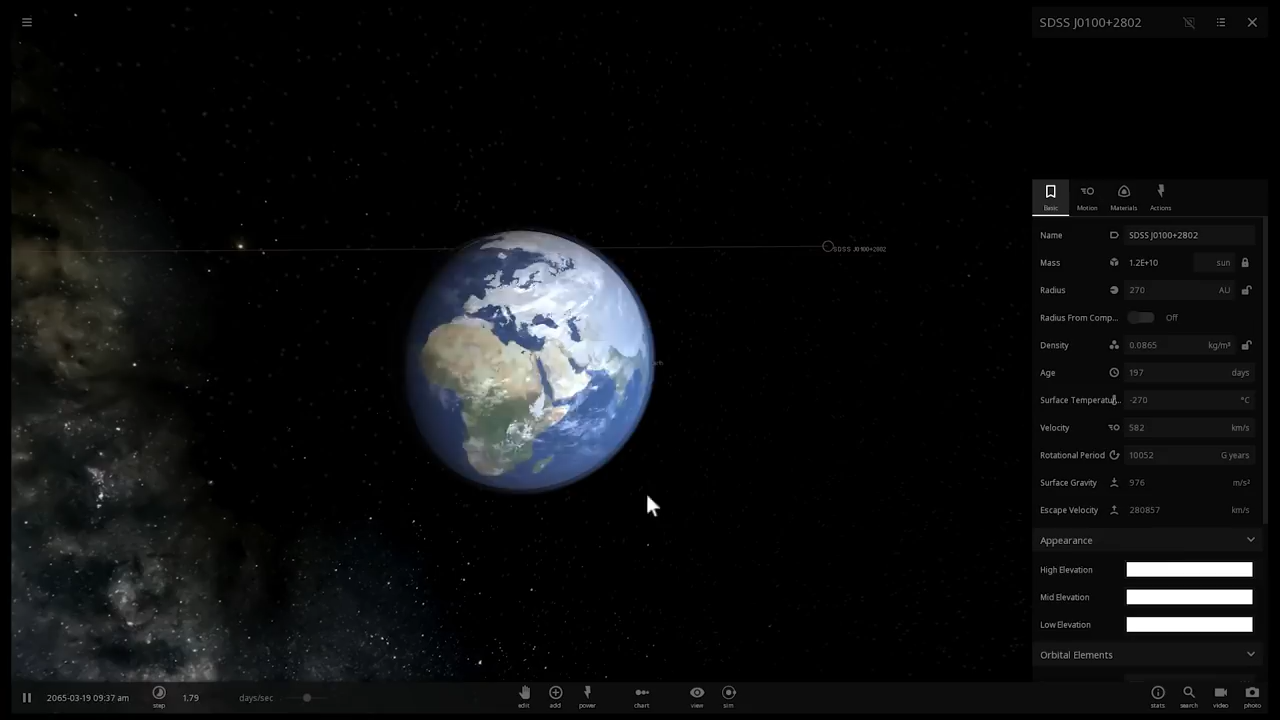 SDSS J0100+2802
Basic
Motion
Materials
Actions
Name SDSS J0100+2802
Mass 1.2E+10 sun
Radius 270 AU
Radius From Comp... Off
Density 0.0865 kg/m³
Age 197 days
Surface Temperatu... -270 °C
Velocity 582 km/s
Rotational Period 10052 G years
Surface Gravity 976 m/s²
Escape Velocity 280857 km/s
Appearance
High Elevation
Mid Elevation
Low Elevation
Orbital Elements
SDSS J0100+2802
2065-03-19 09:37 am
step
1.79 days/sec
edit
add
power
chart
view
sim
stats
search
video
photo